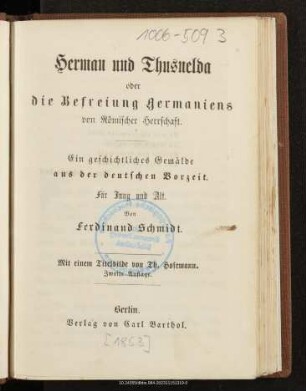 1006-509 3
Herman und Thusnelda
oder
die Befreiung Germaniens
von Römischer Herrschaft.
Ein geschichtliches Gemälde
aus der deutschen Vorzeit.
Für Jung und Alt.
Von
Ferdinand Schmidt.
Mit einem Titelbilde von Th. Hosemann.
Zweite Auflage.
Berlin.
Verlag von Carl Barthol.
[1863]